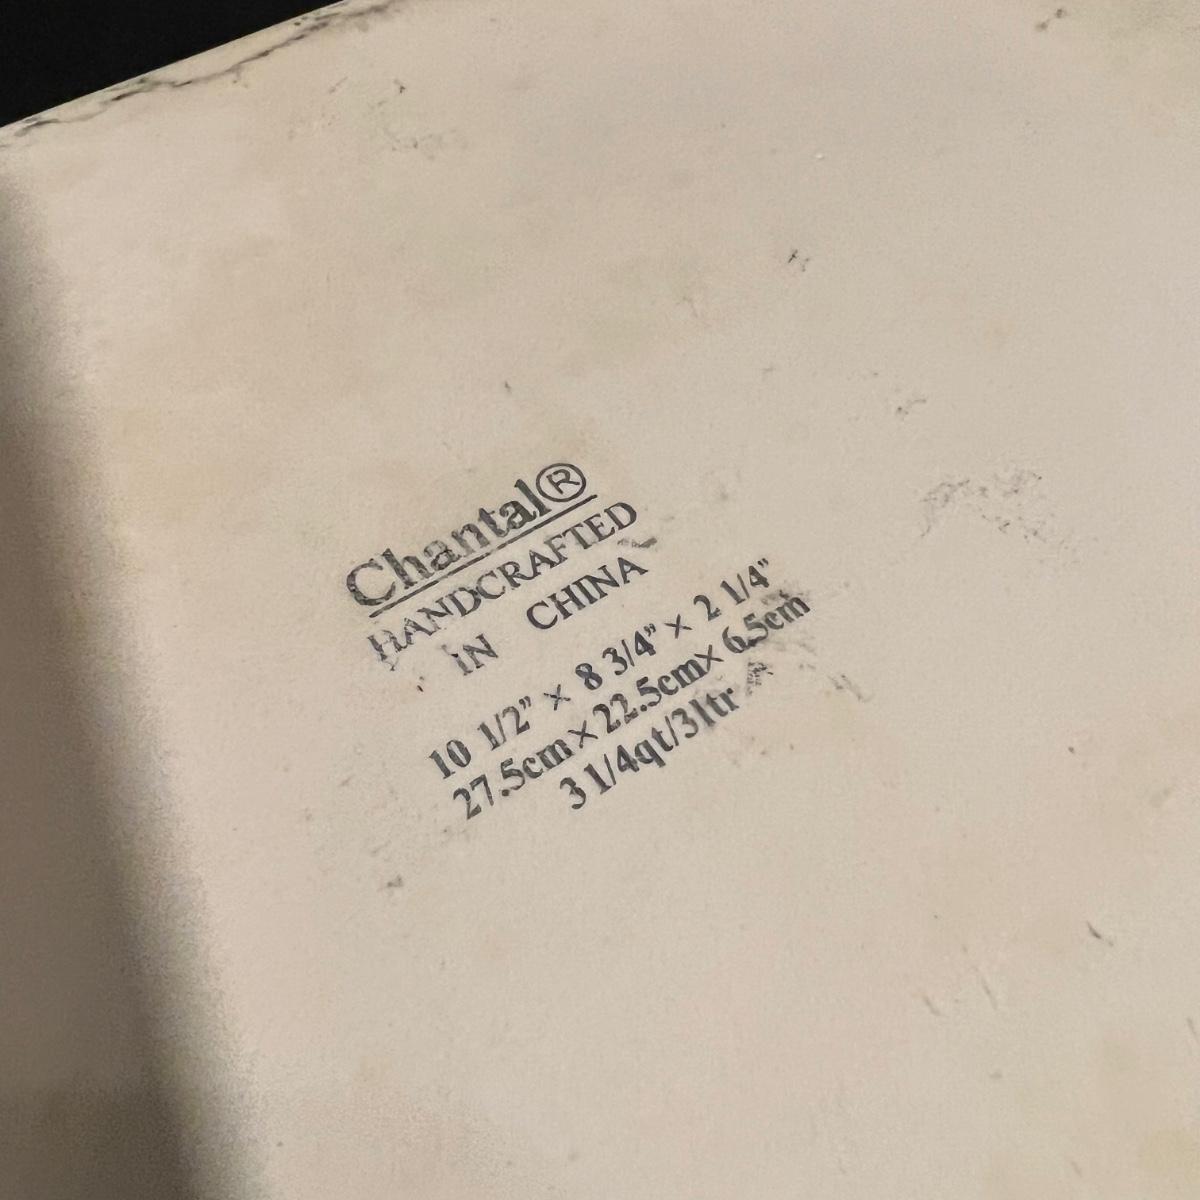 Chantal®
HANDCRAFTED
IN CHINA
10 1/2" × 8 3/4" × 2 1/4"
27.5cm × 22.5cm × 6.5cm
3 1/4qt/3ltr